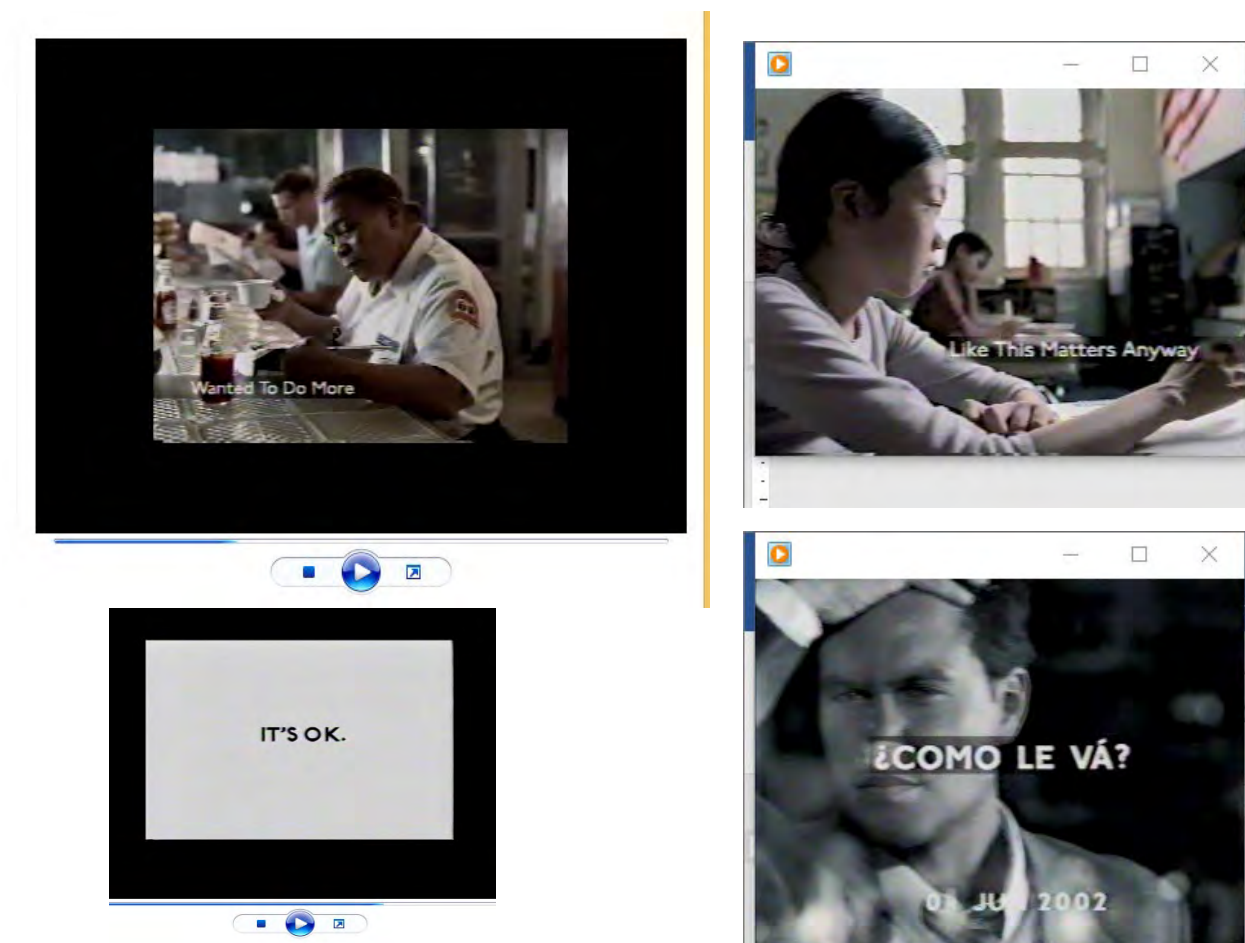 Wanted To Do More
Like This Matters Anyway
IT'S OK.
¿COMO LE VÁ?
2002